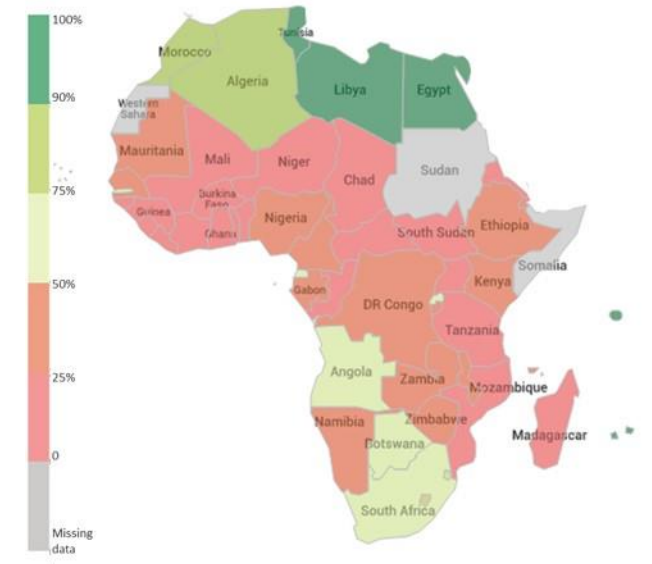 100%
90%
75%
50%
25%
0
Missing
data
Tunisia
Morocco
Algeria
Libya
Egypt
Western
Sahara
Mauritania
Mali
Niger
Chad
Sudan
Burkina
Faso
Guinea
Ghana
Nigeria
South Sudan
Ethiopia
Somalia
Gabon
DR Congo
Kenya
Tanzania
Angola
Zambia
Mozambique
Namibia
Zimbabwe
Botswana
Madagascar
South Africa